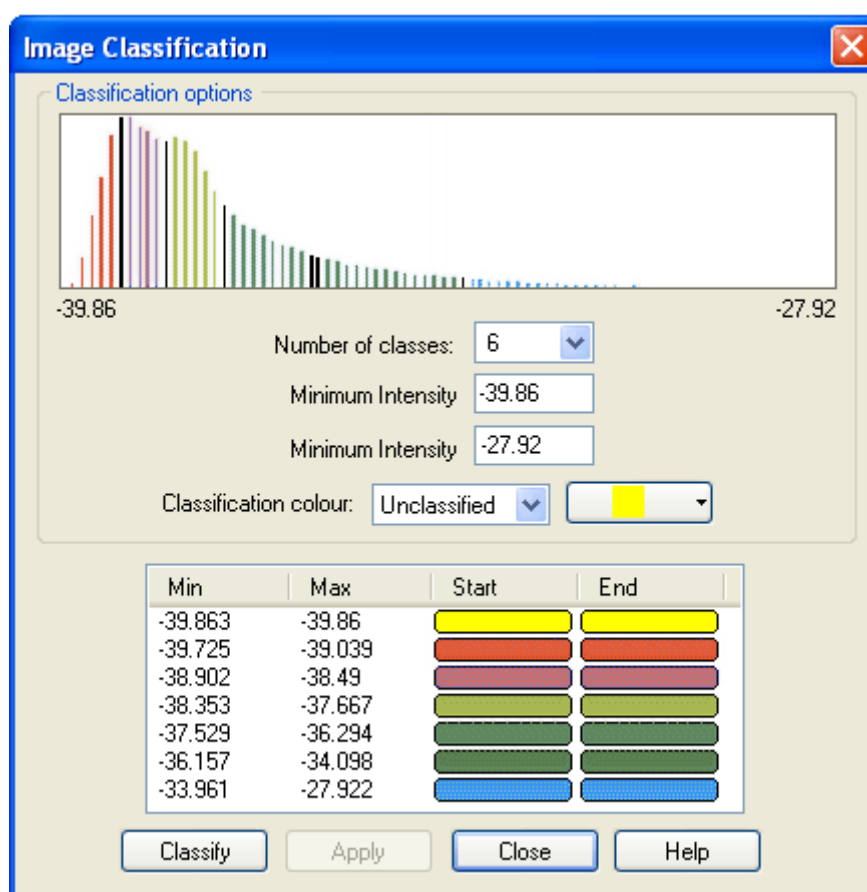 Image Classification
Classification options
-39.86 -27.92
Number of classes: 6
Minimum Intensity -39.86
Minimum Intensity -27.92
Classification colour: Unclassified
Min Max Start End
-39.863 -39.86
-39.725 -39.039
-38.902 -38.49
-38.353 -37.667
-37.529 -36.294
-36.157 -34.098
-33.961 -27.922
Classify Apply Close Help